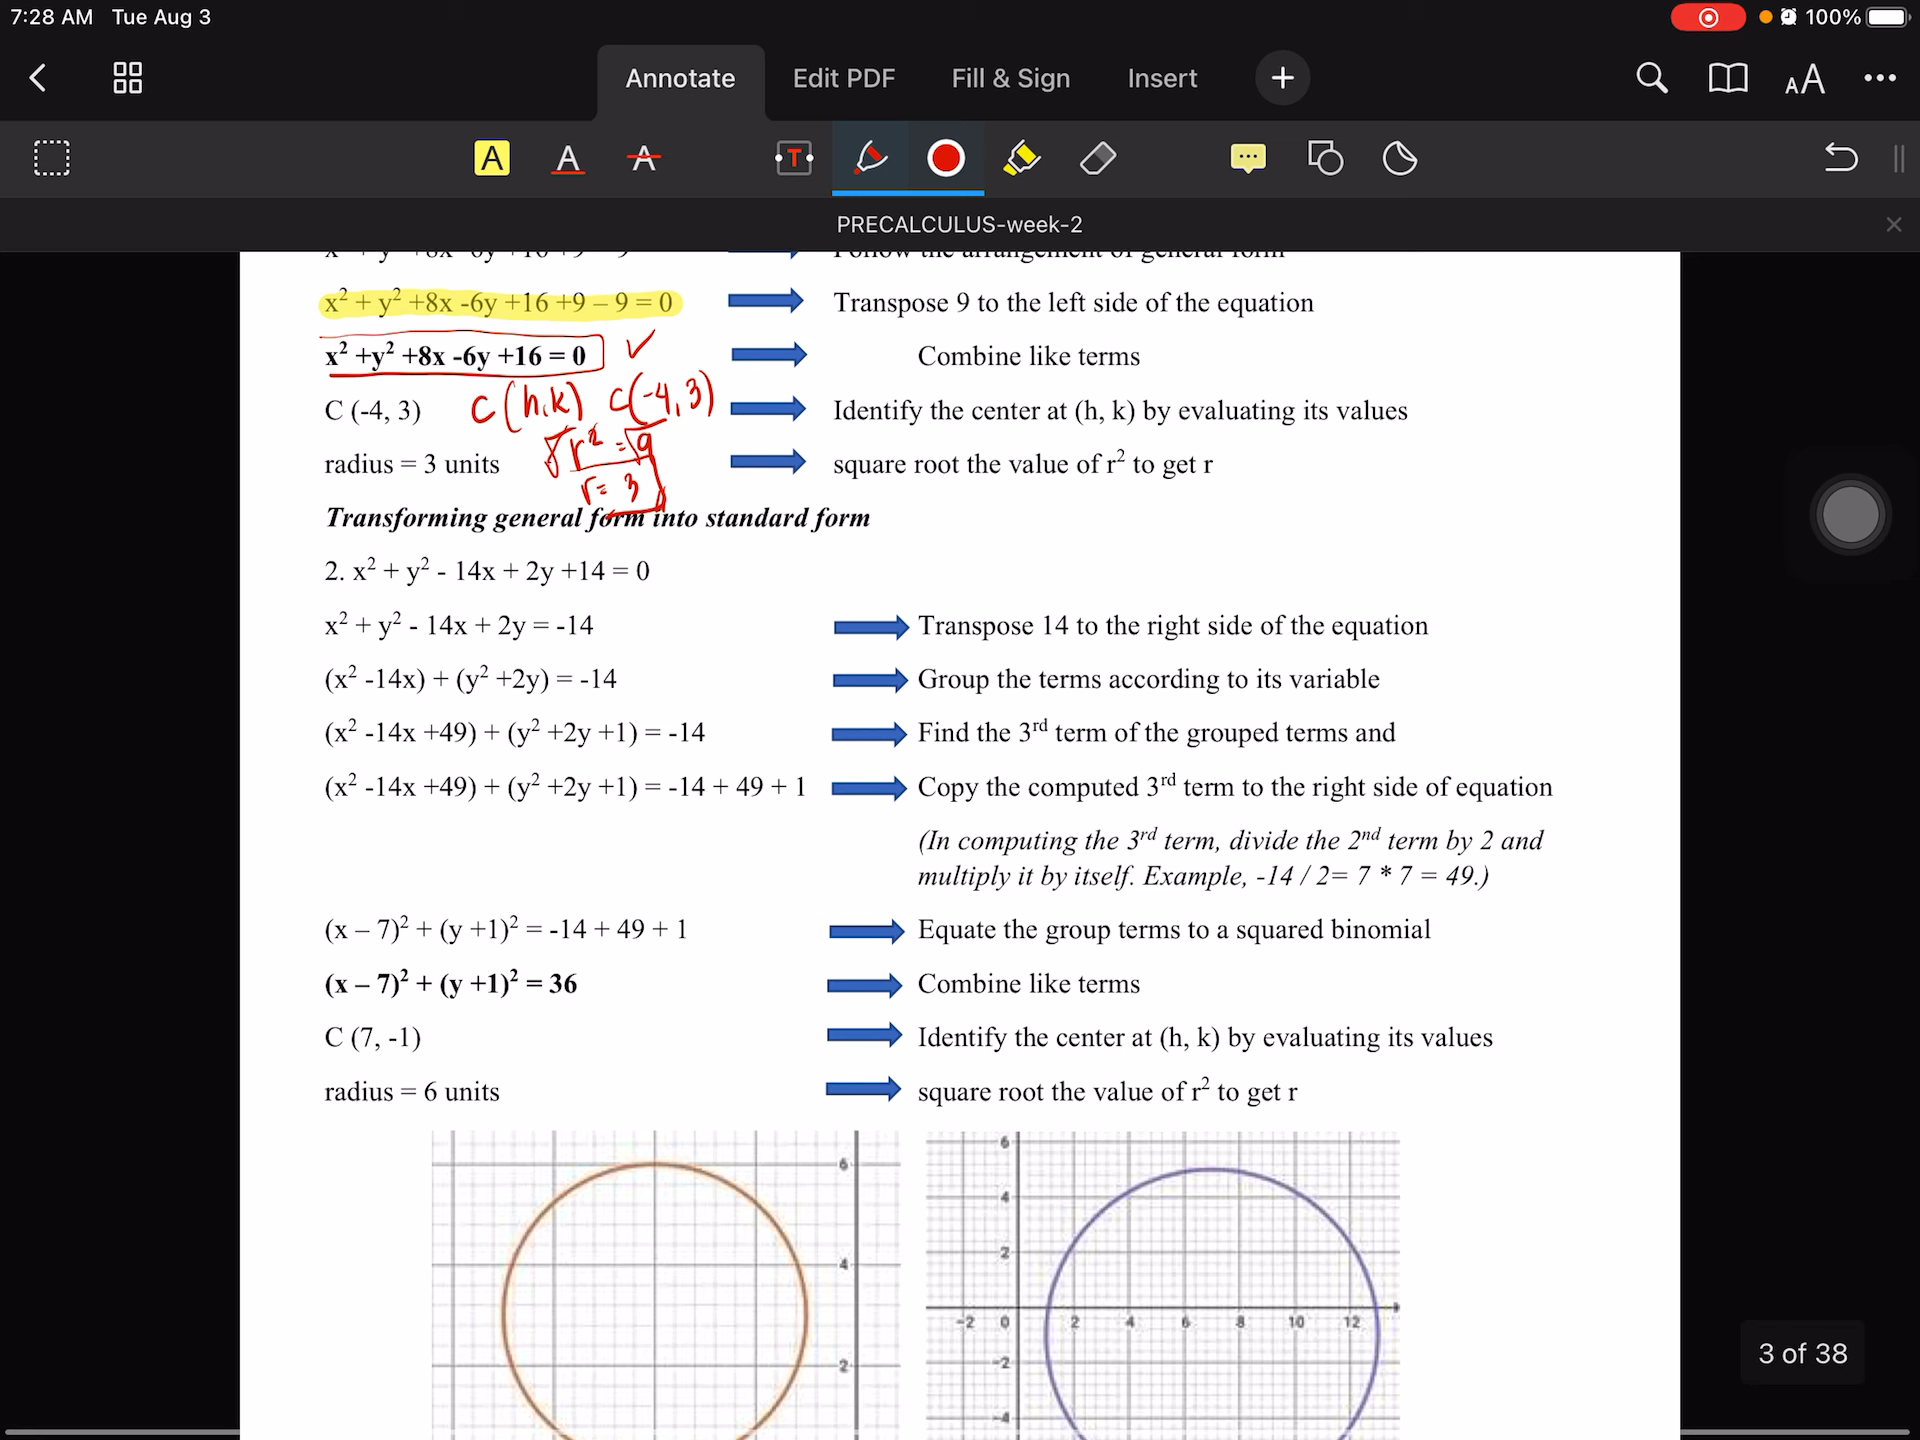 7:28 AM Tue Aug 3
100%
Annotate Edit PDF Fill & Sign Insert
AA
A A A T
PRECALCULUS-week-2
x² + y² +8x -6y +16 +9 – 9 = 0 Transpose 9 to the left side of the equation
x² +y² +8x -6y +16 = 0 ✓ Combine like terms
C (-4, 3) C(h,k) C(-4,3) Identify the center at (h, k) by evaluating its values
√r² = √9
radius = 3 units square root the value of r² to get r
r = 3
Transforming general form into standard form
2. x² + y² - 14x + 2y +14 = 0
x² + y² - 14x + 2y = -14 Transpose 14 to the right side of the equation
(x² -14x) + (y² +2y) = -14 Group the terms according to its variable
(x² -14x +49) + (y² +2y +1) = -14 Find the 3rd term of the grouped terms and
(x² -14x +49) + (y² +2y +1) = -14 + 49 + 1 Copy the computed 3rd term to the right side of equation
(In computing the 3rd term, divide the 2nd term by 2 and
multiply it by itself. Example, -14 / 2= 7 * 7 = 49.)
(x – 7)² + (y +1)² = -14 + 49 + 1 Equate the group terms to a squared binomial
(x – 7)² + (y +1)² = 36 Combine like terms
C (7, -1) Identify the center at (h, k) by evaluating its values
radius = 6 units square root the value of r² to get r
6
4
2
6
4
2
-2 0 2 4 6 8 10 12
-2
-4
3 of 38